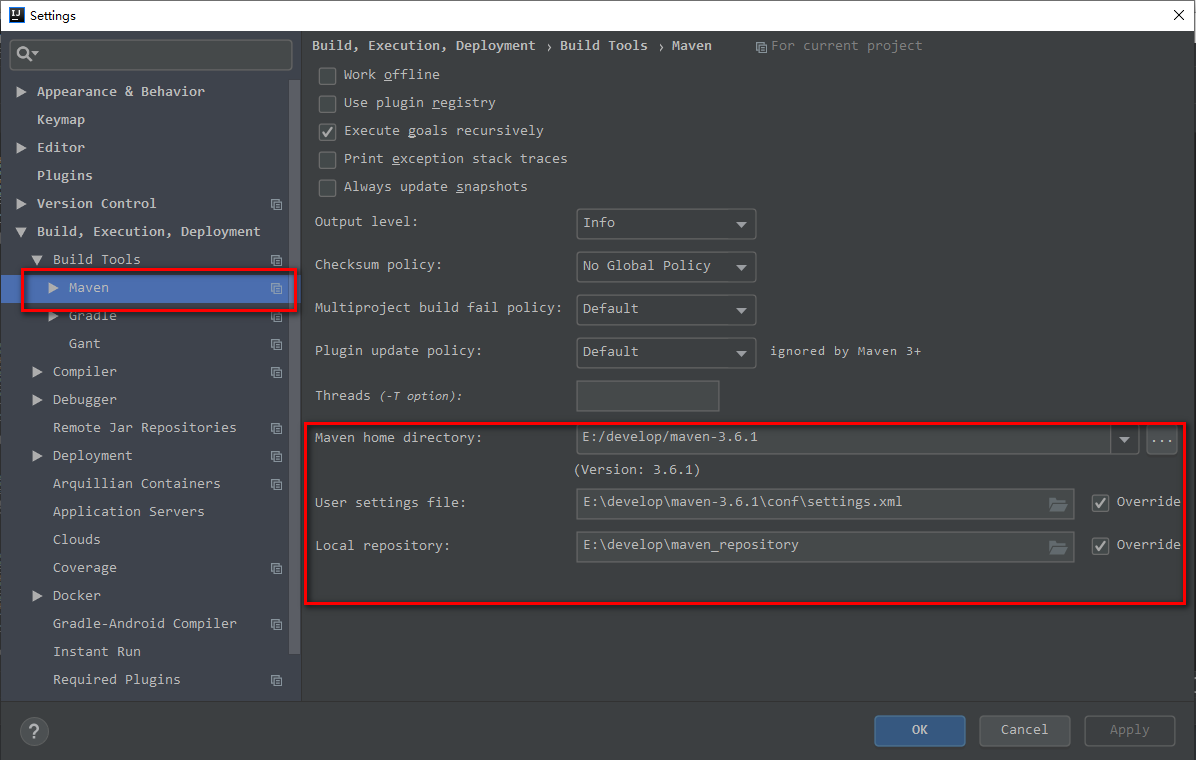 Settings
Build, Execution, Deployment › Build Tools › Maven For current project
Appearance & Behavior
Keymap
Editor
Plugins
Version Control
Build, Execution, Deployment
Build Tools
Maven
Gradle
Gant
Compiler
Debugger
Remote Jar Repositories
Deployment
Arquillian Containers
Application Servers
Clouds
Coverage
Docker
Gradle-Android Compiler
Instant Run
Required Plugins
Work offline
Use plugin registry
Execute goals recursively
Print exception stack traces
Always update snapshots
Output level: Info
Checksum policy: No Global Policy
Multiproject build fail policy: Default
Plugin update policy: Default ignored by Maven 3+
Threads (-T option):
Maven home directory: E:/develop/maven-3.6.1 ...
(Version: 3.6.1)
User settings file: E:\develop\maven-3.6.1\conf\settings.xml Override
Local repository: E:\develop\maven_repository Override
? OK Cancel Apply